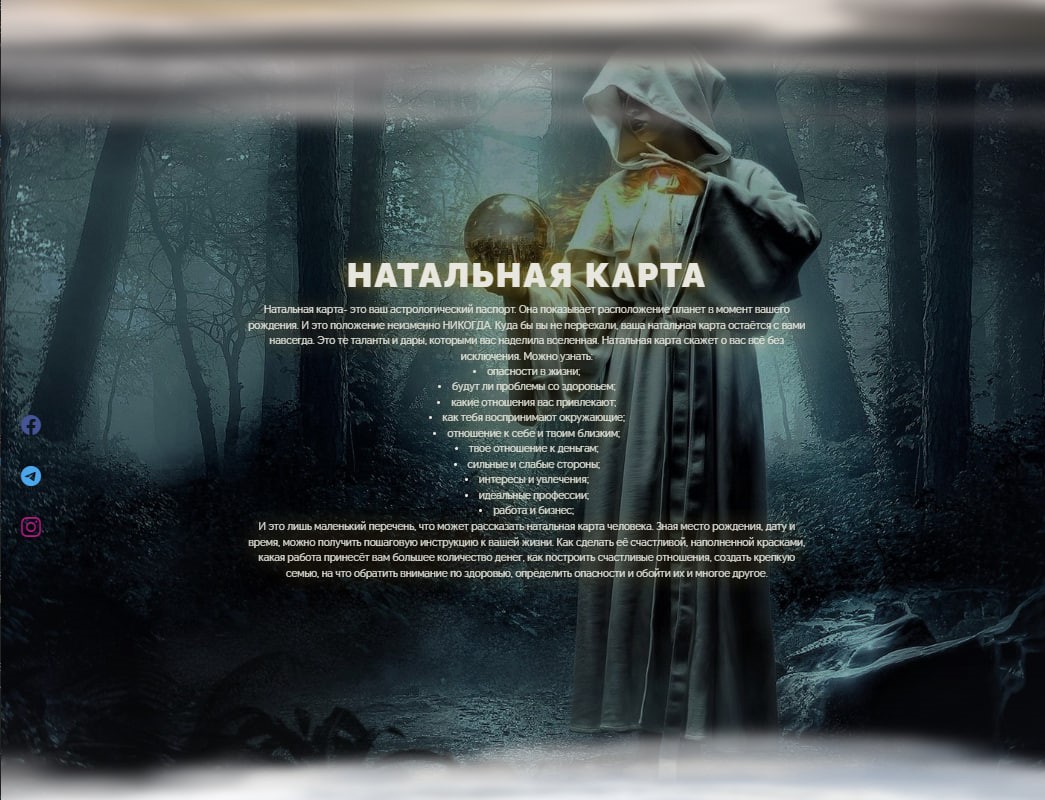 НАТАЛЬНАЯ КАРТА
Натальная карта- это ваш астрологический паспорт. Она показывает расположение планет в момент вашего
рождения. И это положение неизменно НИКОГДА. Куда бы вы не переехали, ваша натальная карта остаётся с вами
навсегда. Это те таланты и дары, которыми вас наделила вселенная. Натальная карта скажет о вас всё без
исключения. Можно узнать:
• опасности в жизни;
• будут ли проблемы со здоровьем;
• какие отношения вас привлекают;
• как тебя воспринимают окружающие;
• отношение к себе и твоим близким;
• твоё отношение к деньгам;
• сильные и слабые стороны;
• интересы и увлечения;
• идеальные профессии;
• работа и бизнес;
И это лишь маленький перечень, что может рассказать натальная карта человека. Зная место рождения, дату и
время, можно получить пошаговую инструкцию к вашей жизни. Как сделать её счастливой, наполненной красками,
какая работа принесёт вам большее количество денег, как построить счастливые отношения, создать крепкую
семью, на что обратить внимание по здоровью, определить опасности и обойти их и многое другое.